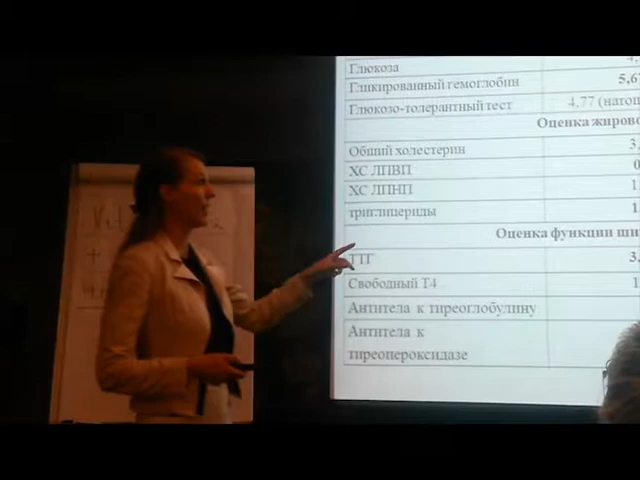 Глюкоза
Гликированный гемоглобин 5,6
Глюкозо-толерантный тест 4,77 (натощ
Оценка жирово
Общий холестерин 3,
ХС ЛПВП 0
ХС ЛПНП 1
триглицериды 1
Оценка функции щи
ТТГ 3,
Свободный Т4 1
Антитела к тиреоглобулину
Антитела к
тиреопероксидазе